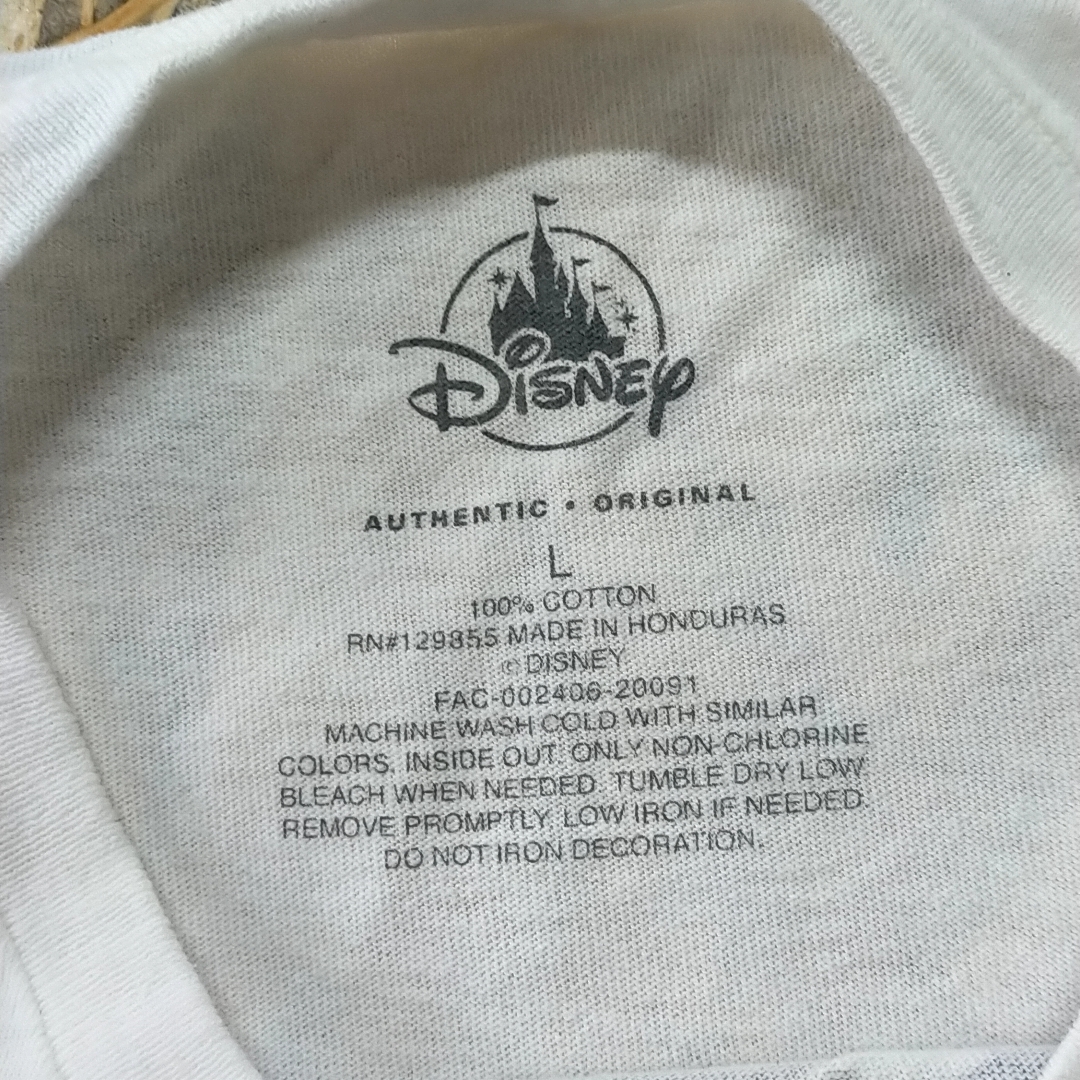 Disney
AUTHENTIC • ORIGINAL
L
100% COTTON
RN#129855 MADE IN HONDURAS
© DISNEY
FAC-002406-20091
MACHINE WASH COLD WITH SIMILAR
COLORS. INSIDE OUT. ONLY NON-CHLORINE
BLEACH WHEN NEEDED. TUMBLE DRY LOW
REMOVE PROMPTLY. LOW IRON IF NEEDED.
DO NOT IRON DECORATION.